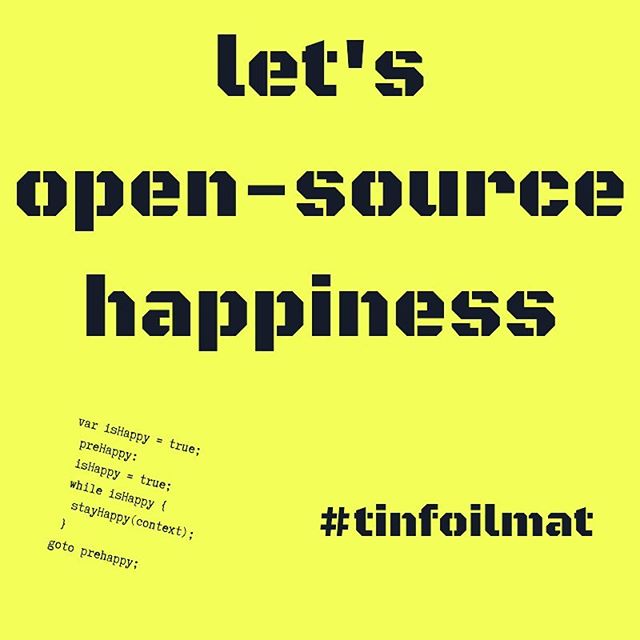 let's
open-source
happiness
var isHappy = true;
preHappy:
isHappy = true;
while isHappy {
stayHappy(context);
}
goto prehappy;
#tinfoilmat